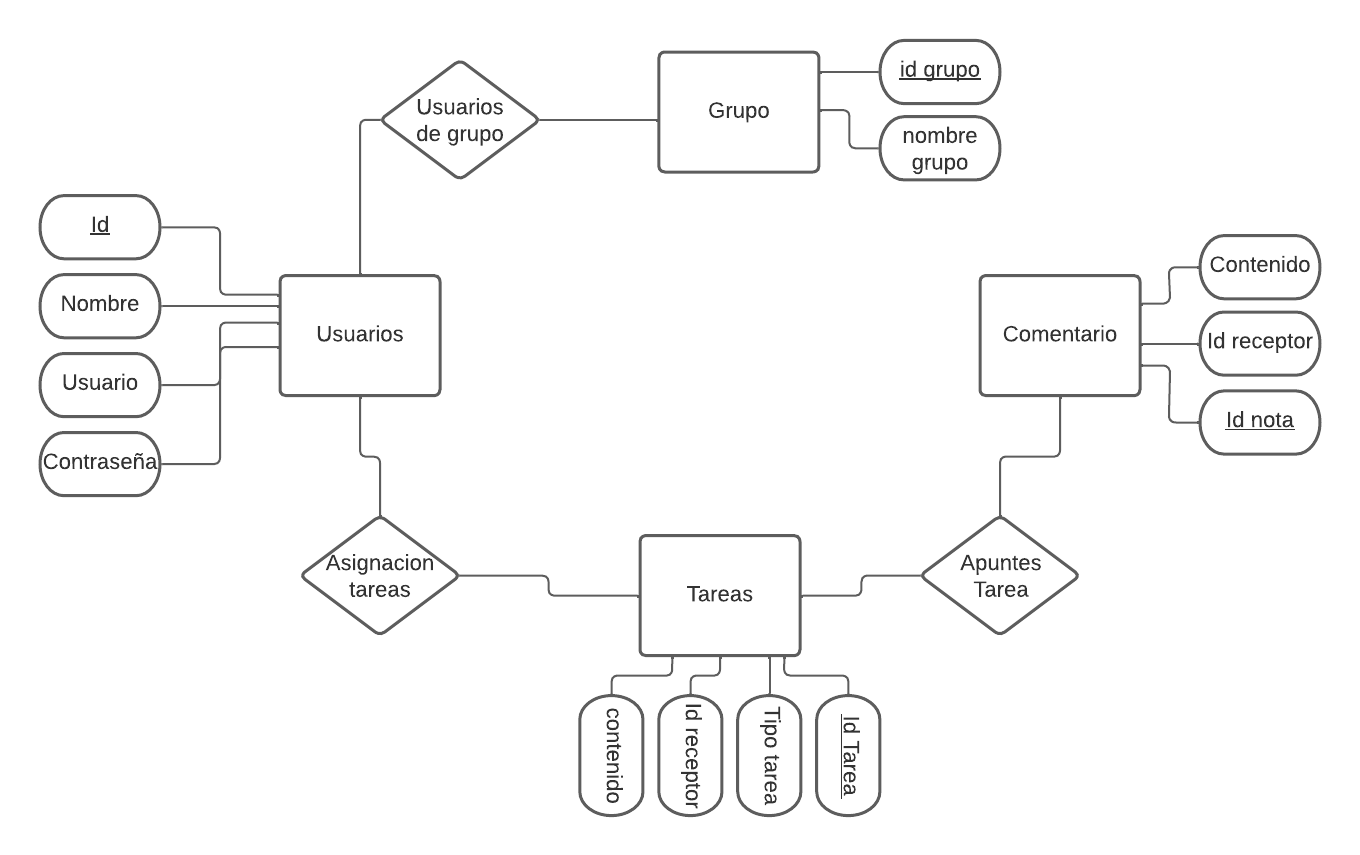 Usuarios
de grupo
Grupo
id grupo
nombre
grupo
Id
Nombre
Usuario
Contraseña
Usuarios
Comentario
Contenido
Id receptor
Id nota
Asignacion
tareas
Tareas
Apuntes
Tarea
contenido
Id receptor
Tipo tarea
Id Tarea